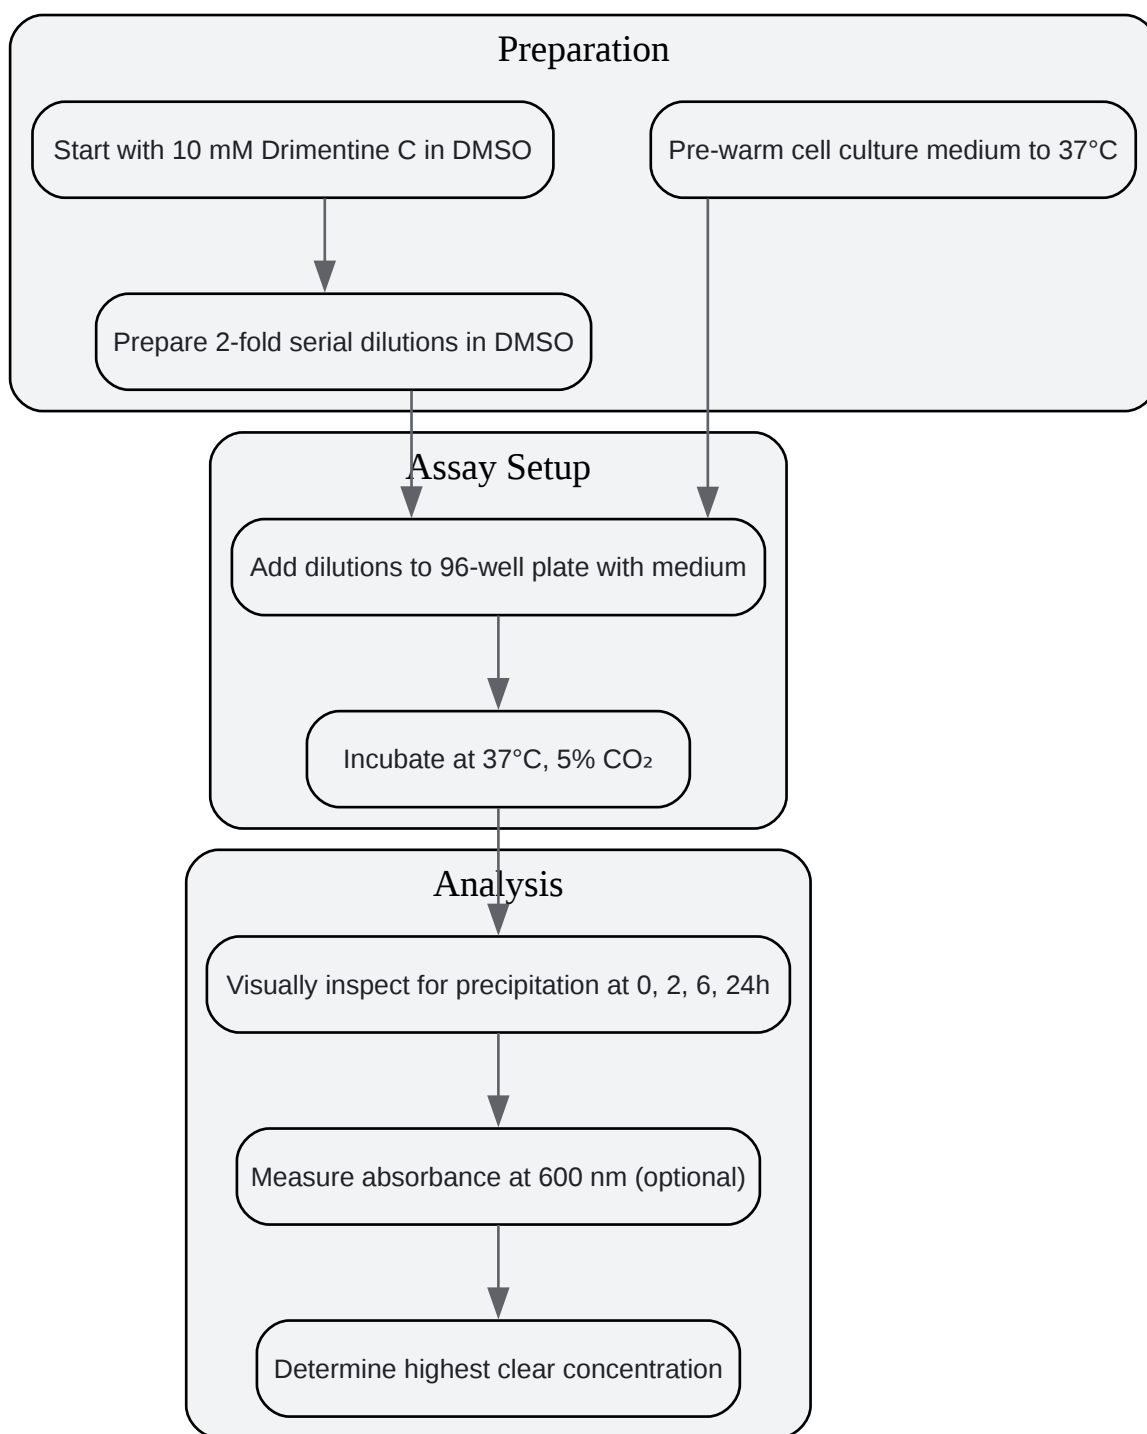 Preparation
Start with 10 mM Drimentine C in DMSO
Pre-warm cell culture medium to 37°C
Prepare 2-fold serial dilutions in DMSO
Assay Setup
Add dilutions to 96-well plate with medium
Incubate at 37°C, 5% CO₂
Analysis
Visually inspect for precipitation at 0, 2, 6, 24h
Measure absorbance at 600 nm (optional)
Determine highest clear concentration